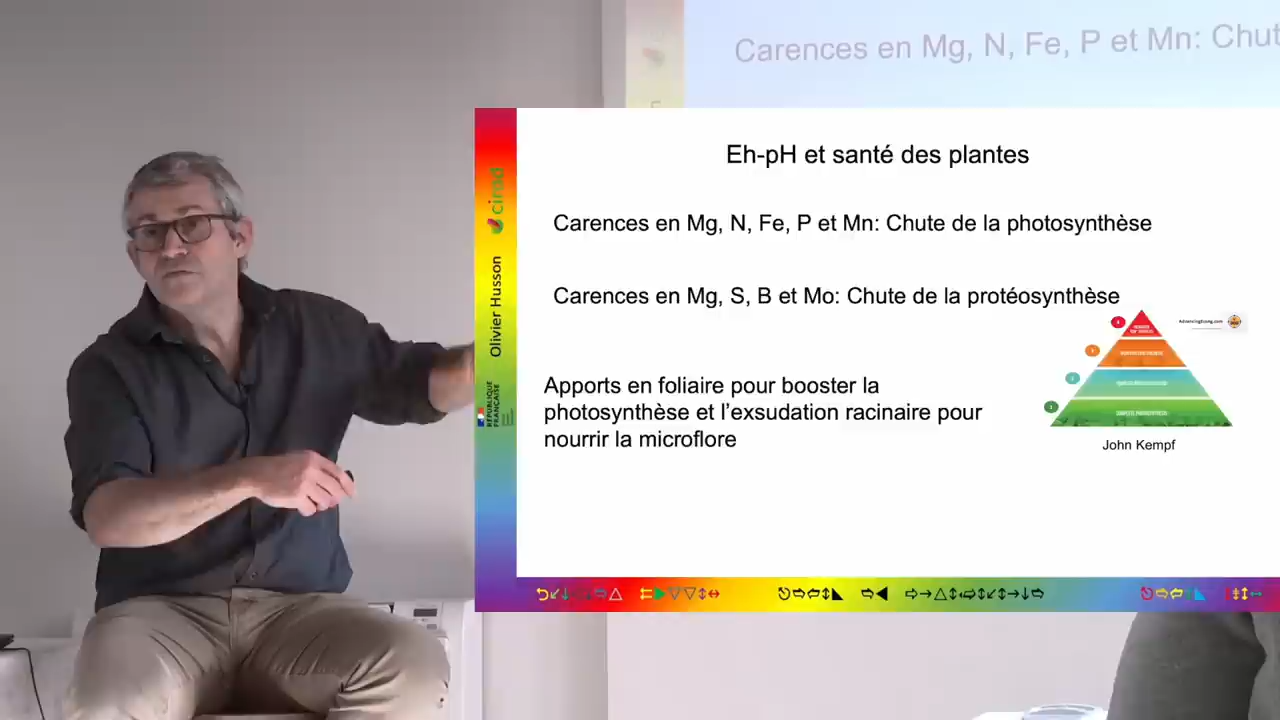 Carences en Mg, N, Fe, P et Mn: Chut
Eh-pH et santé des plantes
Carences en Mg, N, Fe, P et Mn: Chute de la photosynthèse
Carences en Mg, S, B et Mo: Chute de la protéosynthèse
Apports en foliaire pour booster la
photosynthèse et l'exsudation racinaire pour
nourrir la microflore
John Kempf
cirad
Olivier Husson
RÉPUBLIQUE
FRANÇAISE